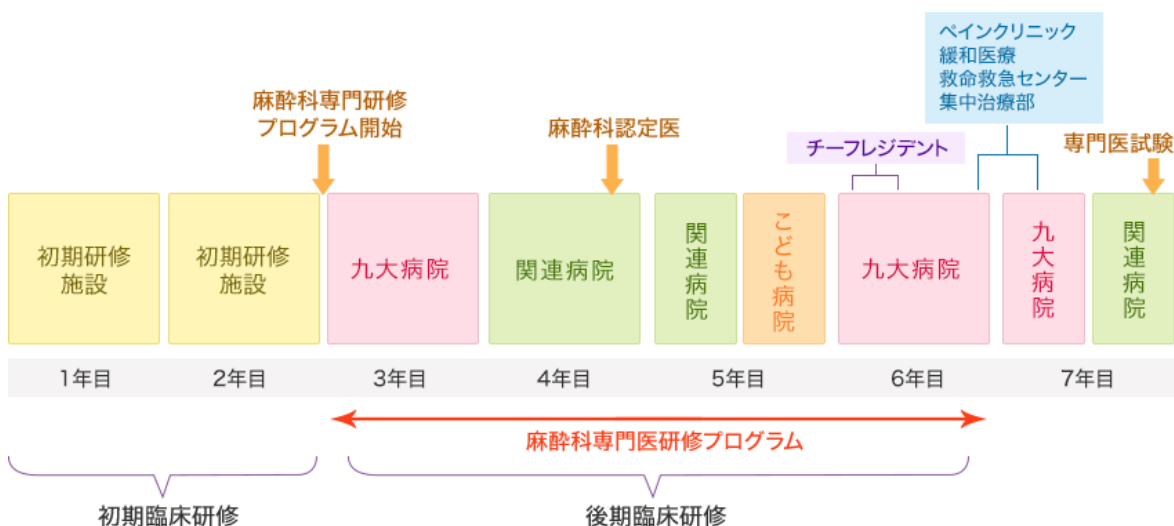 ペインクリニック
緩和医療
救命救急センター
集中治療部
麻酔科専門研修
プログラム開始
麻酔科認定医
チーフレジデント
専門医試験
初期研修
施設
初期研修
施設
九大病院
関連病院
関連病院
こども病院
九大病院
九大病院
関連病院
1年目
2年目
3年目
4年目
5年目
6年目
7年目
麻酔科専門医研修プログラム
初期臨床研修
後期臨床研修